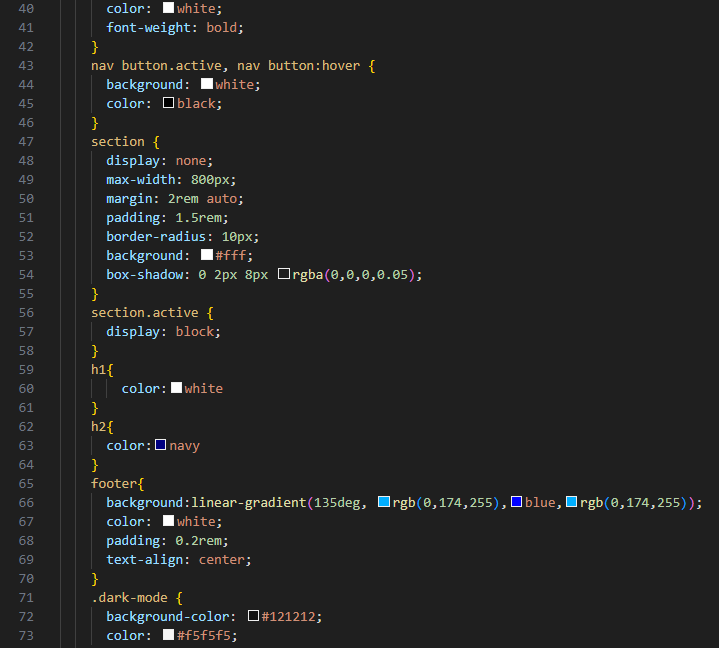 40 color: white;
41 font-weight: bold;
42 }
43 nav button.active, nav button:hover {
44 background: white;
45 color: black;
46 }
47 section {
48 display: none;
49 max-width: 800px;
50 margin: 2rem auto;
51 padding: 1.5rem;
52 border-radius: 10px;
53 background: #fff;
54 box-shadow: 0 2px 8px rgba(0,0,0,0.05);
55 }
56 section.active {
57 display: block;
58 }
59 h1{
60 color: white
61 }
62 h2{
63 color: navy
64 }
65 footer{
66 background:linear-gradient(135deg, rgb(0,174,255), blue, rgb(0,174,255));
67 color: white;
68 padding: 0.2rem;
69 text-align: center;
70 }
71 .dark-mode {
72 background-color: #121212;
73 color: #f5f5f5;